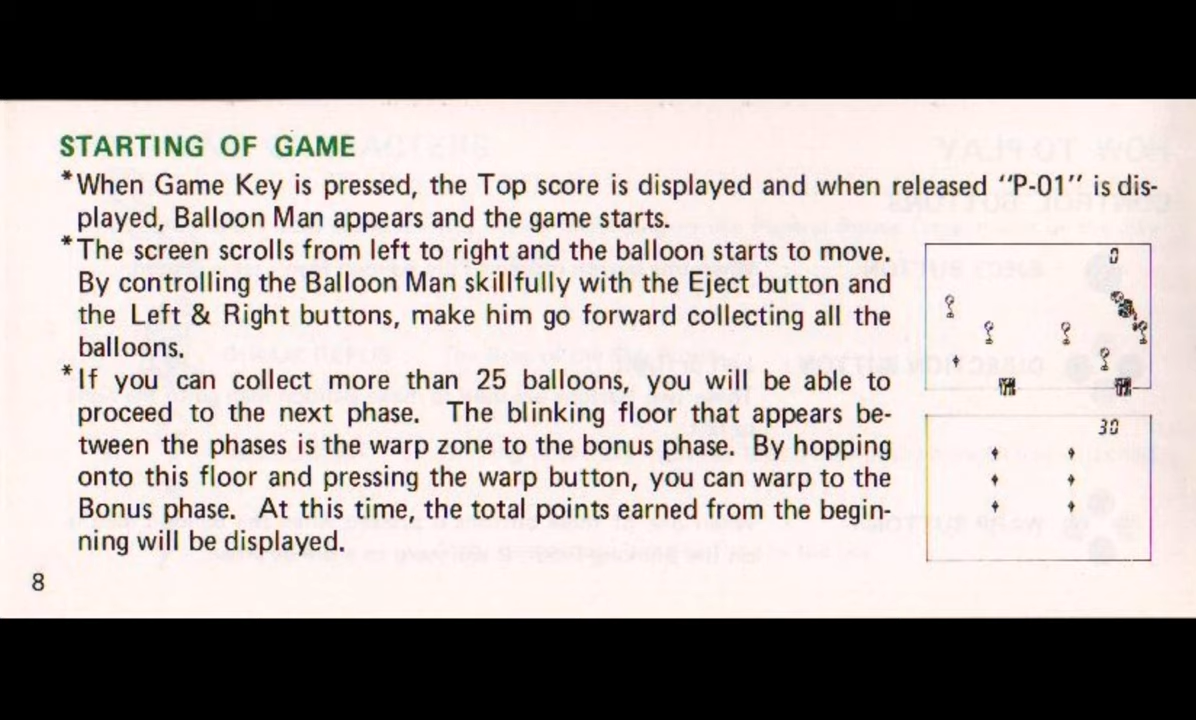 STARTING OF GAME
*When Game Key is pressed, the Top score is displayed and when released "P-01" is dis-
played, Balloon Man appears and the game starts.
*The screen scrolls from left to right and the balloon starts to move.
By controlling the Balloon Man skillfully with the Eject button and
the Left & Right buttons, make him go forward collecting all the
balloons.
*If you can collect more than 25 balloons, you will be able to
proceed to the next phase. The blinking floor that appears be-
tween the phases is the warp zone to the bonus phase. By hopping
onto this floor and pressing the warp button, you can warp to the
Bonus phase. At this time, the total points earned from the begin-
ning will be displayed.
0
30
8